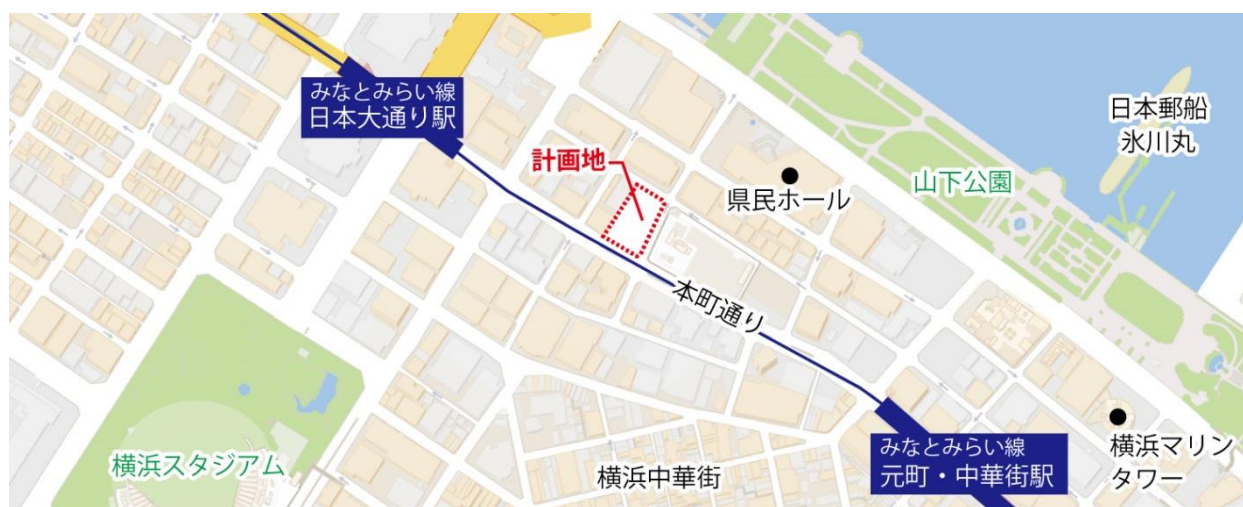 みなとみらい線
日本大通り駅
計画地
県民ホール
山下公園
日本郵船
氷川丸
本町通り
横浜スタジアム
横浜中華街
みなとみらい線
元町・中華街駅
横浜マリン
タワー